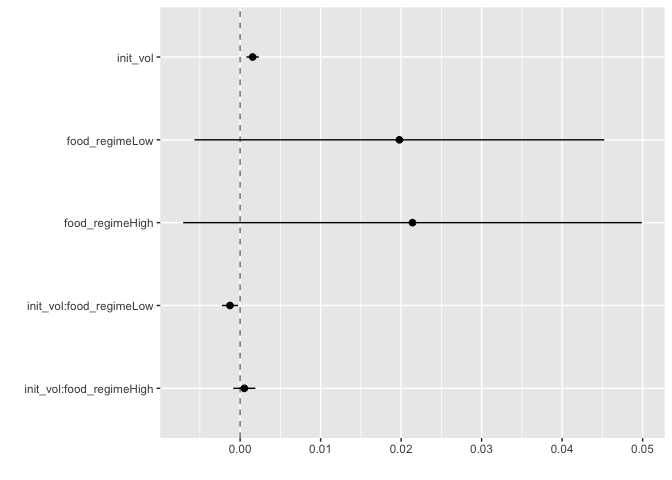 init_vol
food_regimeLow
food_regimeHigh
init_vol:food_regimeLow
init_vol:food_regimeHigh
0.00 0.01 0.02 0.03 0.04 0.05